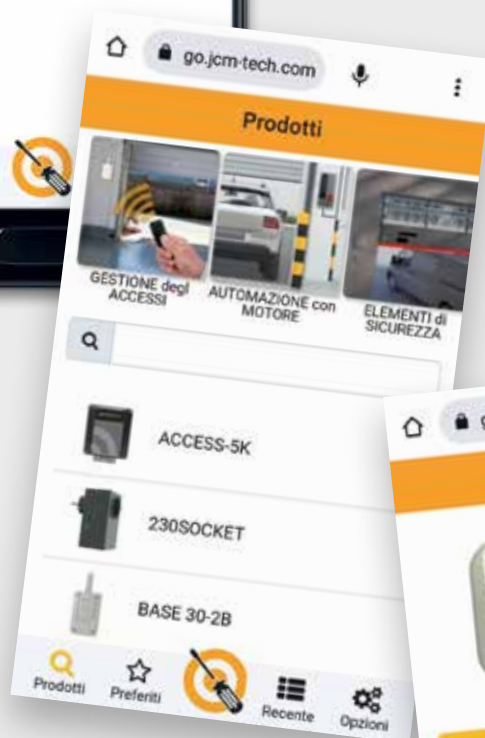 go.jcm-tech.com
Prodotti
GESTIONE degli
ACCESSI
AUTOMAZIONE con
MOTORE
ELEMENTI di
SICUREZZA
ACCESS-5K
230SOCKET
BASE 30-2B
Prodotti
Preferiti
Recente
Opzioni